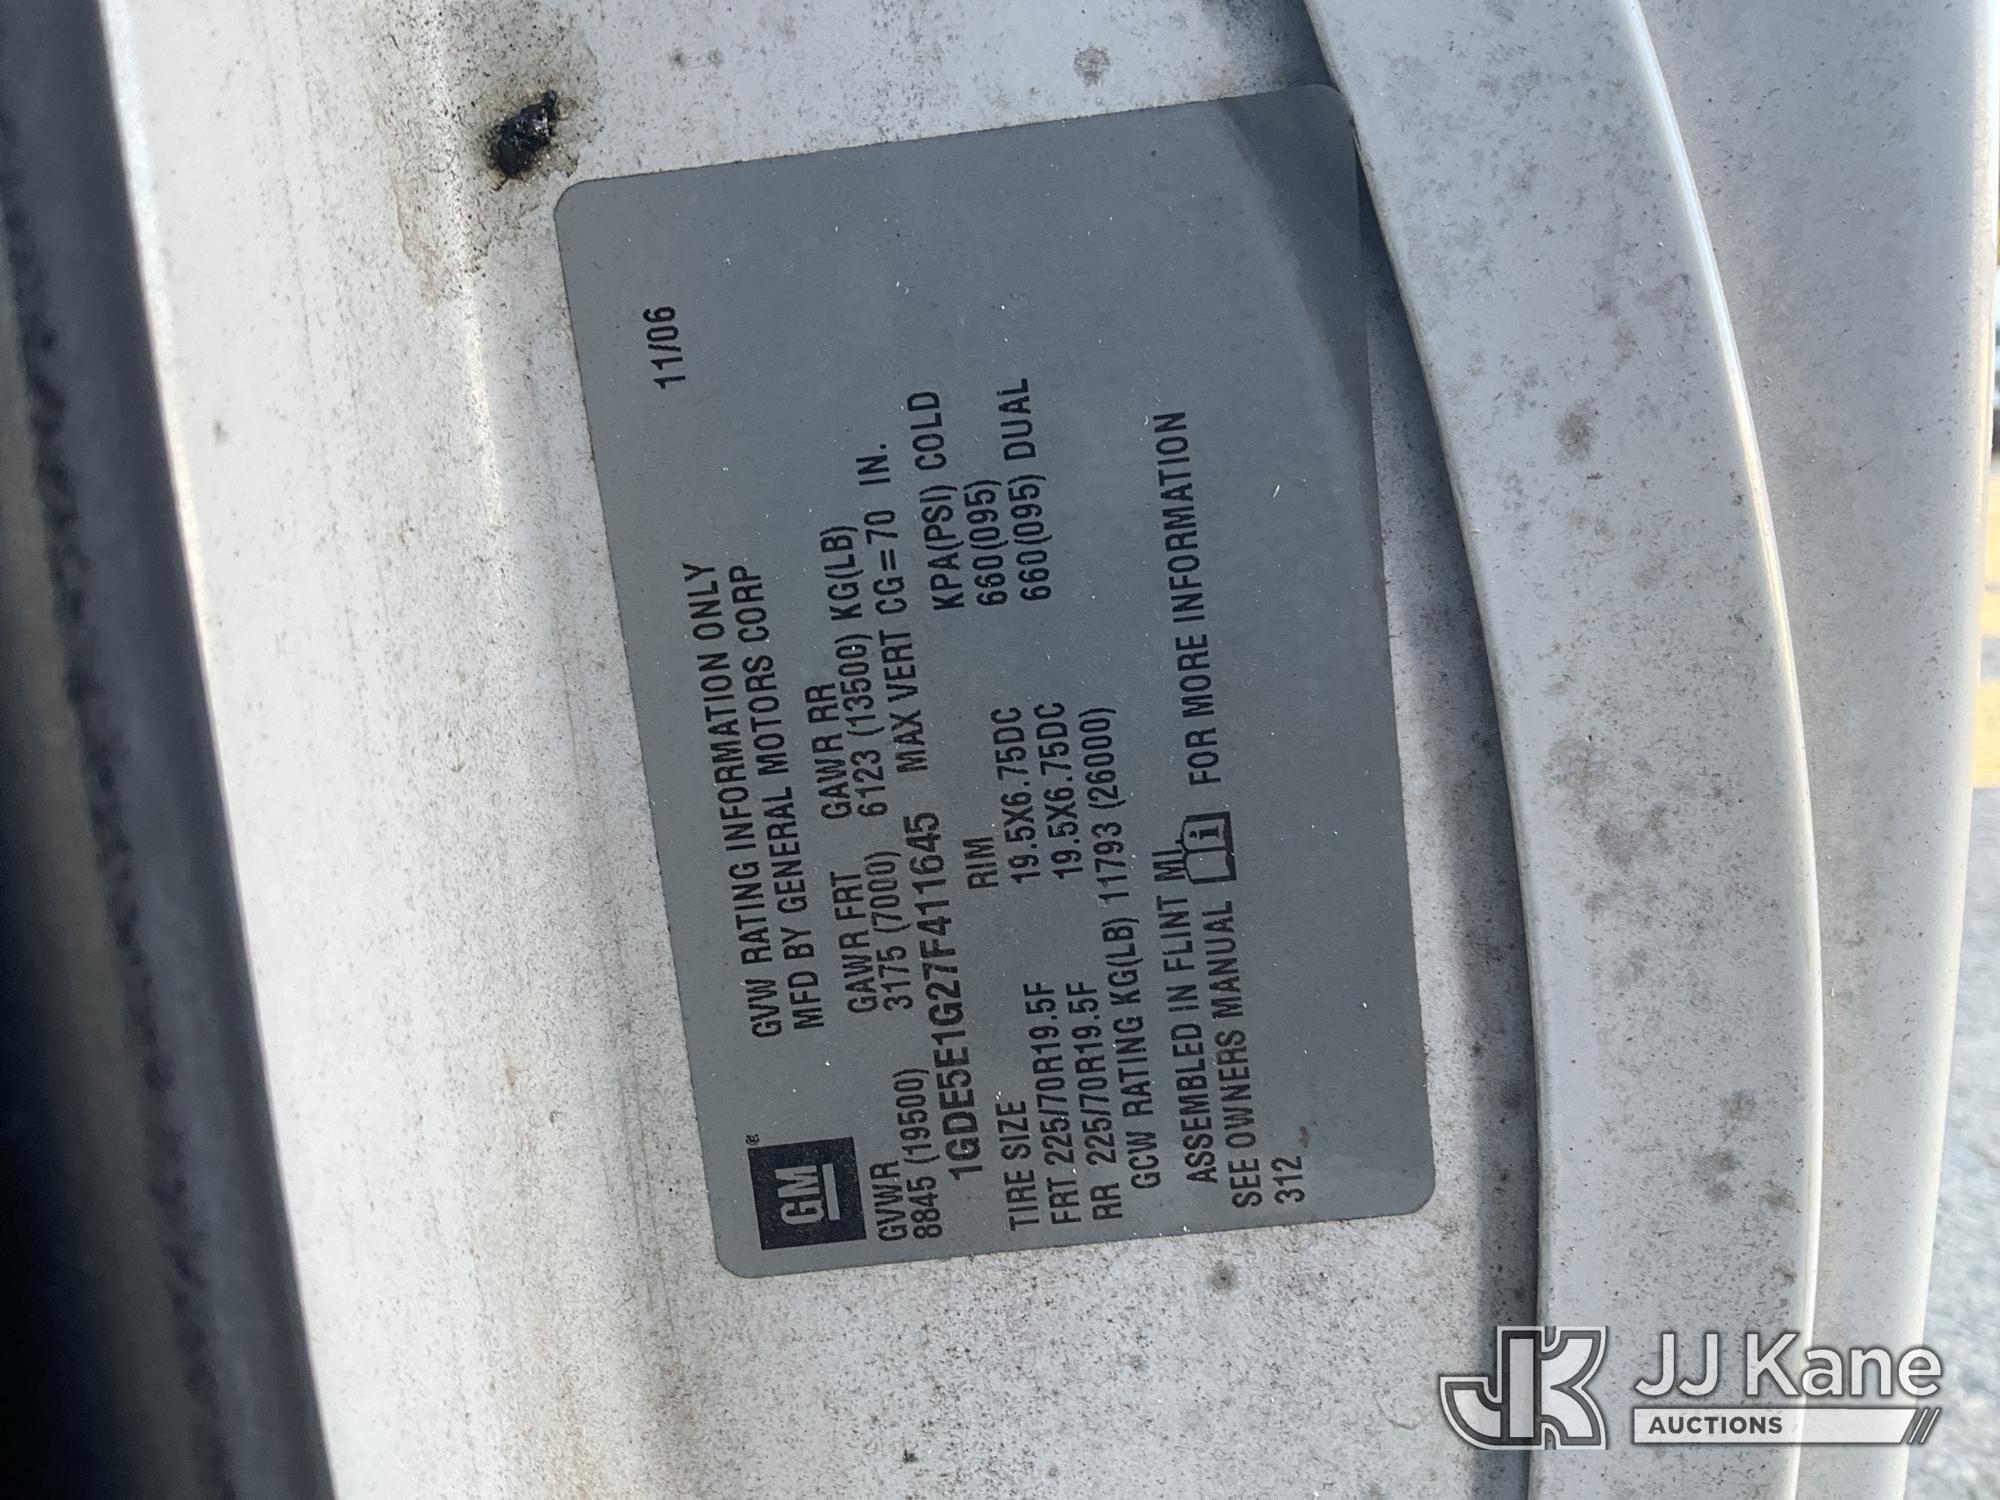 11/06
GVW RATING INFORMATION ONLY
MFD BY GENERAL MOTORS CORP
GM®
GVWR GAWR FRT GAWR RR
8845 (19500) 3175 (7000) 6123 (13500) KG(LB)
1GDE5E1G27F411645 MAX VERT CG=70 IN.
TIRE SIZE RIM KPA(PSI) COLD
FRT 225/70R19.5F 19.5X6.75DC 660(095)
RR 225/70R19.5F 19.5X6.75DC 660(095) DUAL
GCW RATING KG(LB) 11793 (26000)
ASSEMBLED IN FLINT MI.
SEE OWNERS MANUAL i FOR MORE INFORMATION
312
JK JJ Kane
AUCTIONS